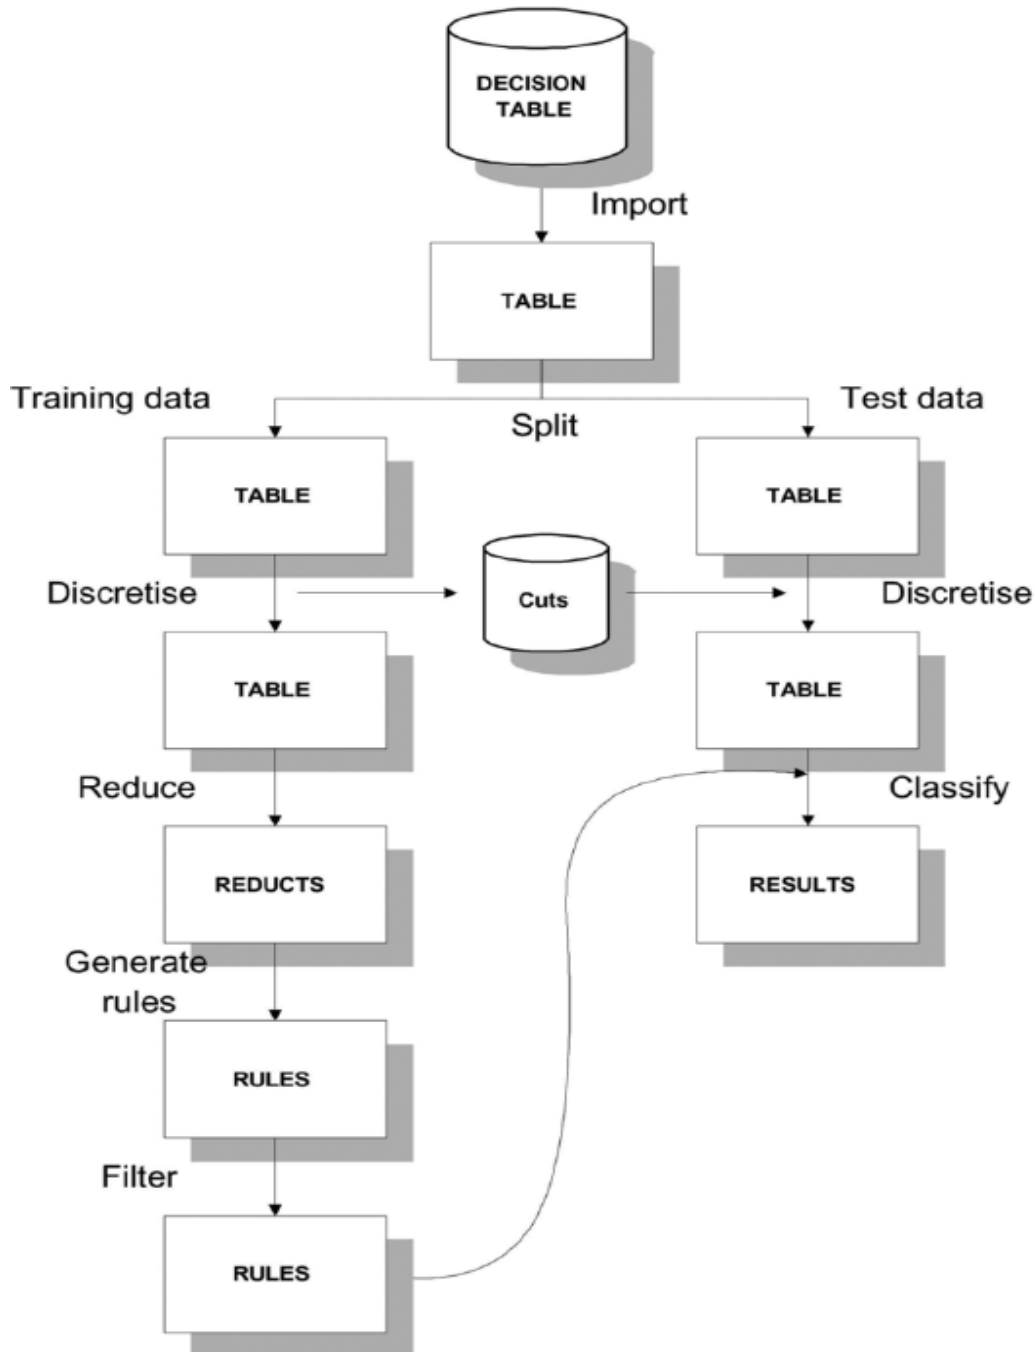 DECISION
TABLE
Import
TABLE
Training data
Split
Test data
TABLE
TABLE
Discretise
Cuts
Discretise
TABLE
TABLE
Reduce
Classify
REDUCTS
RESULTS
Generate
rules
RULES
Filter
RULES